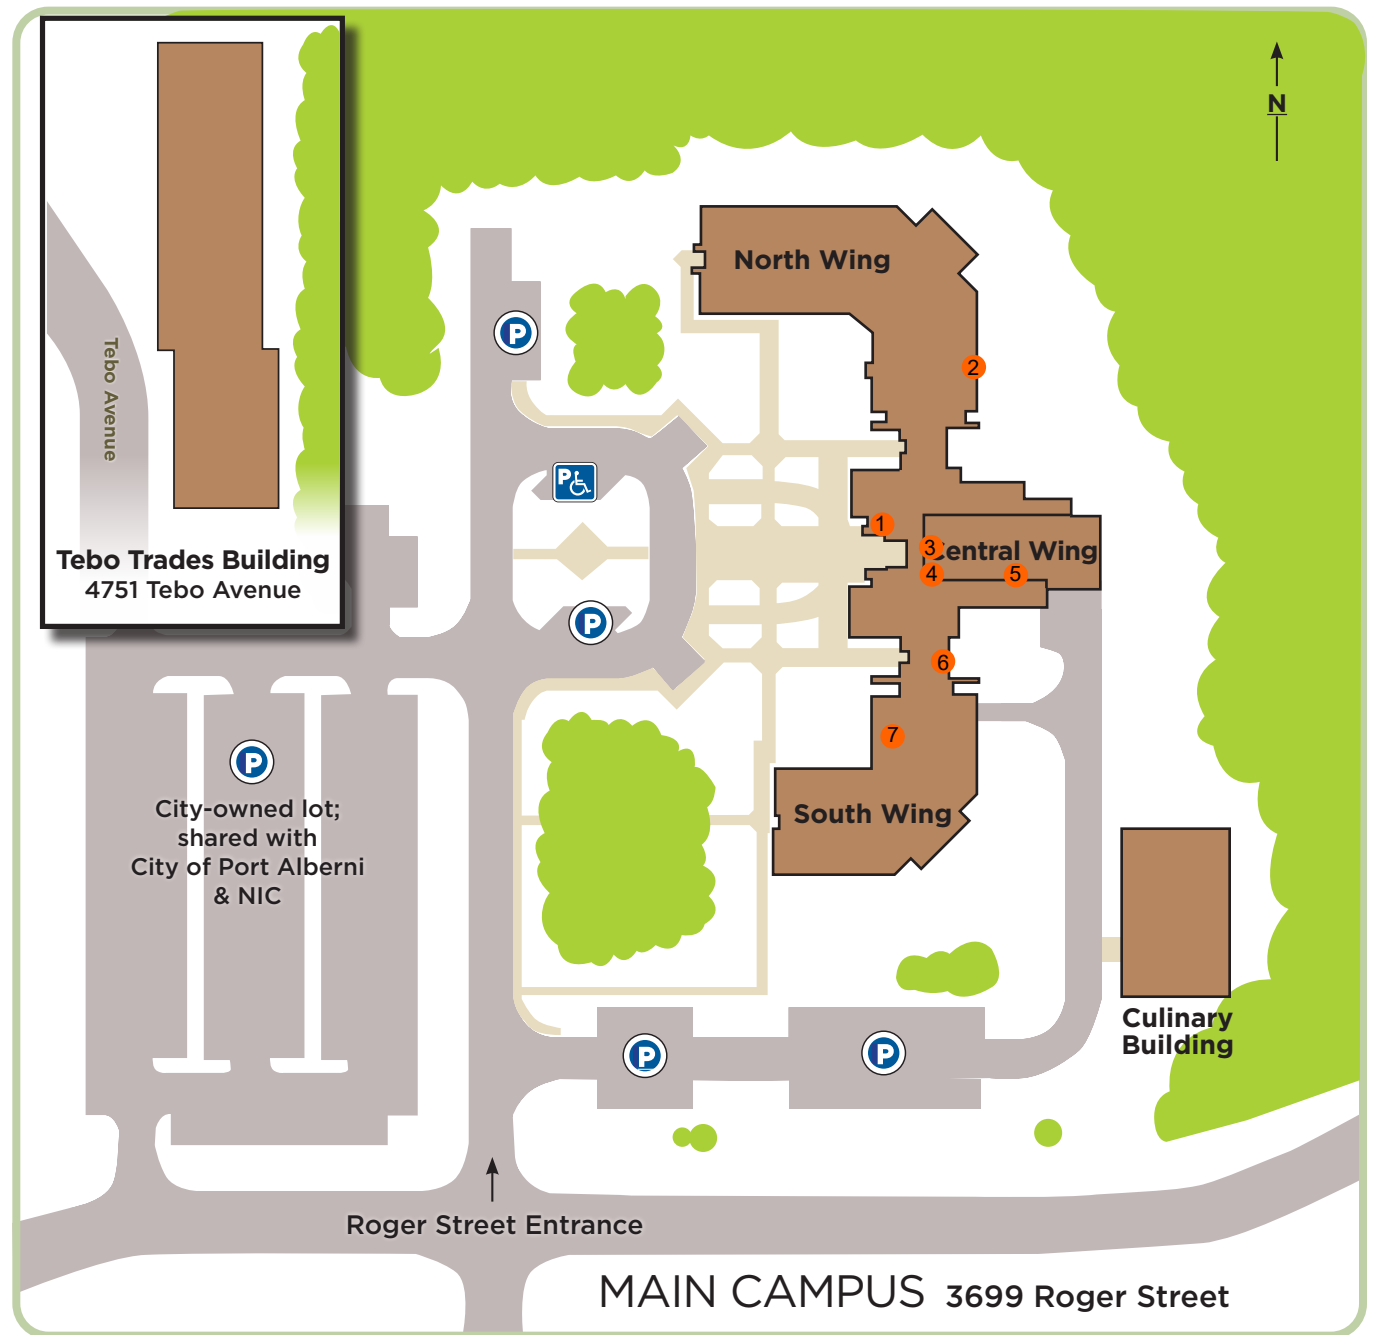 Tebo Avenue
Tebo Trades Building
4751 Tebo Avenue
N
North Wing
2
P
P
1
3
Central Wing
4
5
P
6
7
P
City-owned lot;
shared with
City of Port Alberni
& NIC
South Wing
Culinary
Building
P
P
Roger Street Entrance
MAIN CAMPUS 3699 Roger Street